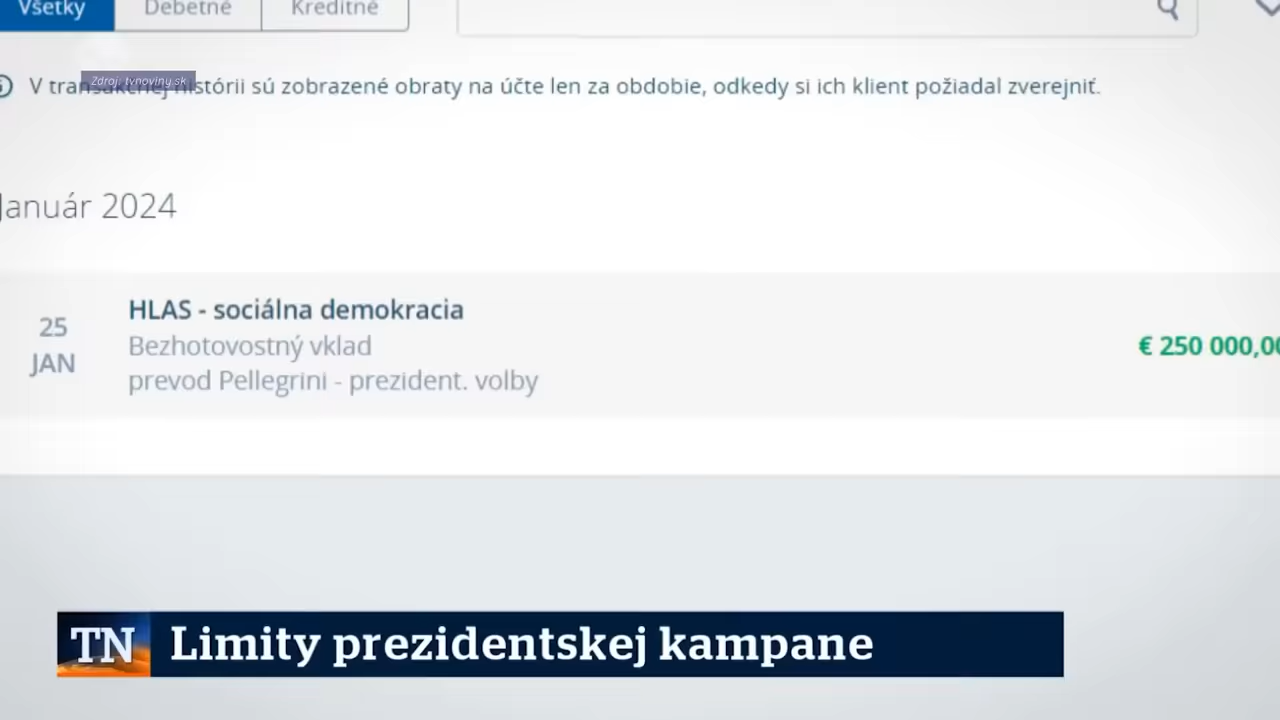 Všetky Debetné Kreditné
V transakčnej histórii sú zobrazené obraty na účte len za obdobie, odkedy si ich klient požiadal zverejniť.
Zdroj: tvnoviny.sk
Január 2024
25 JAN
HLAS - sociálna demokracia
Bezhotovostný vklad
prevod Pellegrini - prezident. volby
€ 250 000,00
TN Limity prezidentskej kampane